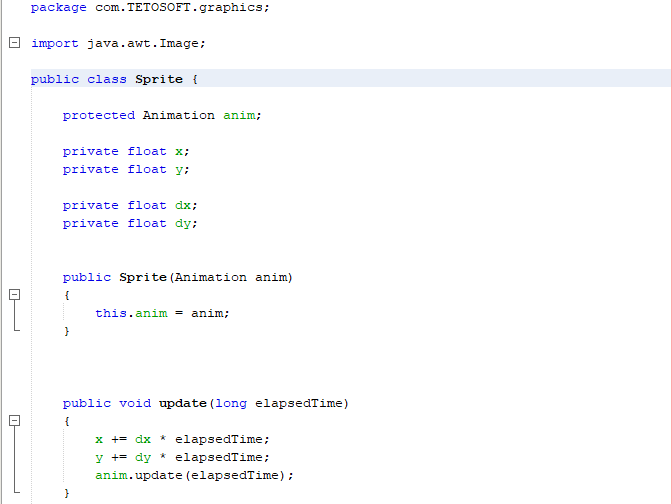 package com.TETOSOFT.graphics;
import java.awt.Image;
public class Sprite {
protected Animation anim;
private float x;
private float y;
private float dx;
private float dy;
public Sprite(Animation anim)
{
this.anim = anim;
}
public void update(long elapsedTime)
{
x += dx * elapsedTime;
y += dy * elapsedTime;
anim.update(elapsedTime);
}